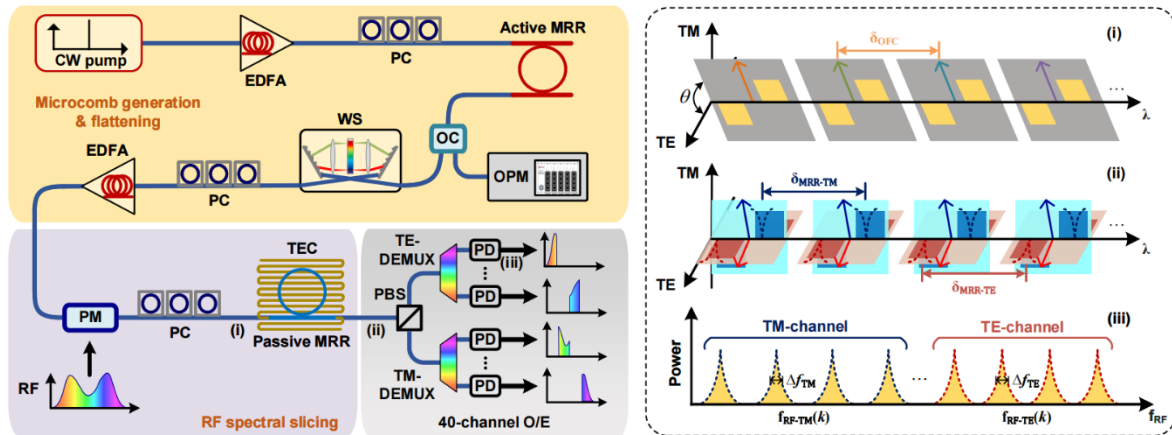 CW pump
EDFA
PC
Active MRR
Microcomb generation
& flattening
EDFA
PC
WS
OC
OPM
PM
PC
(i)
TEC
Passive MRR
(ii)
RF
RF spectral slicing
TE-
DEMUX
PBS
TM-
DEMUX
PD
(iii)
PD
PD
PD
40-channel O/E
TM
(i)
δOFC
θ
TE
λ
...
TM
(ii)
δMRR-TM
...
λ
TE
δMRR-TE
(iii)
TM-channel
TE-channel
Power
ΔfTM
...
ΔfTE
fRF-TM(k)
fRF-TE(k)
fRF